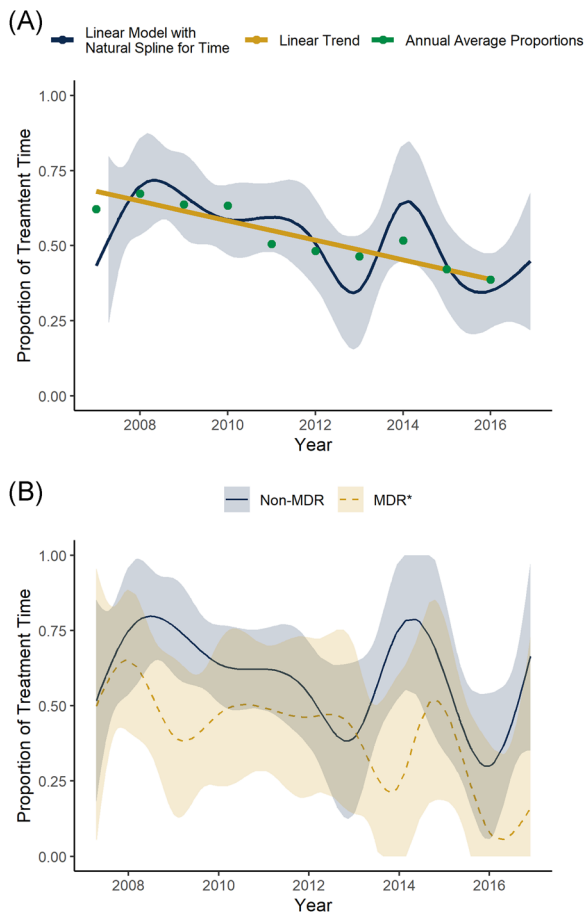 (A)
Linear Model with
Natural Spline for Time
Linear Trend
Annual Average Proportions
Proportion of Treamtent Time
1.00
0.75
0.50
0.25
0.00
2008
2010
2012
2014
2016
Year
(B)
Non-MDR
MDR*
Proportion of Treatment Time
1.00
0.75
0.50
0.25
0.00
2008
2010
2012
2014
2016
Year